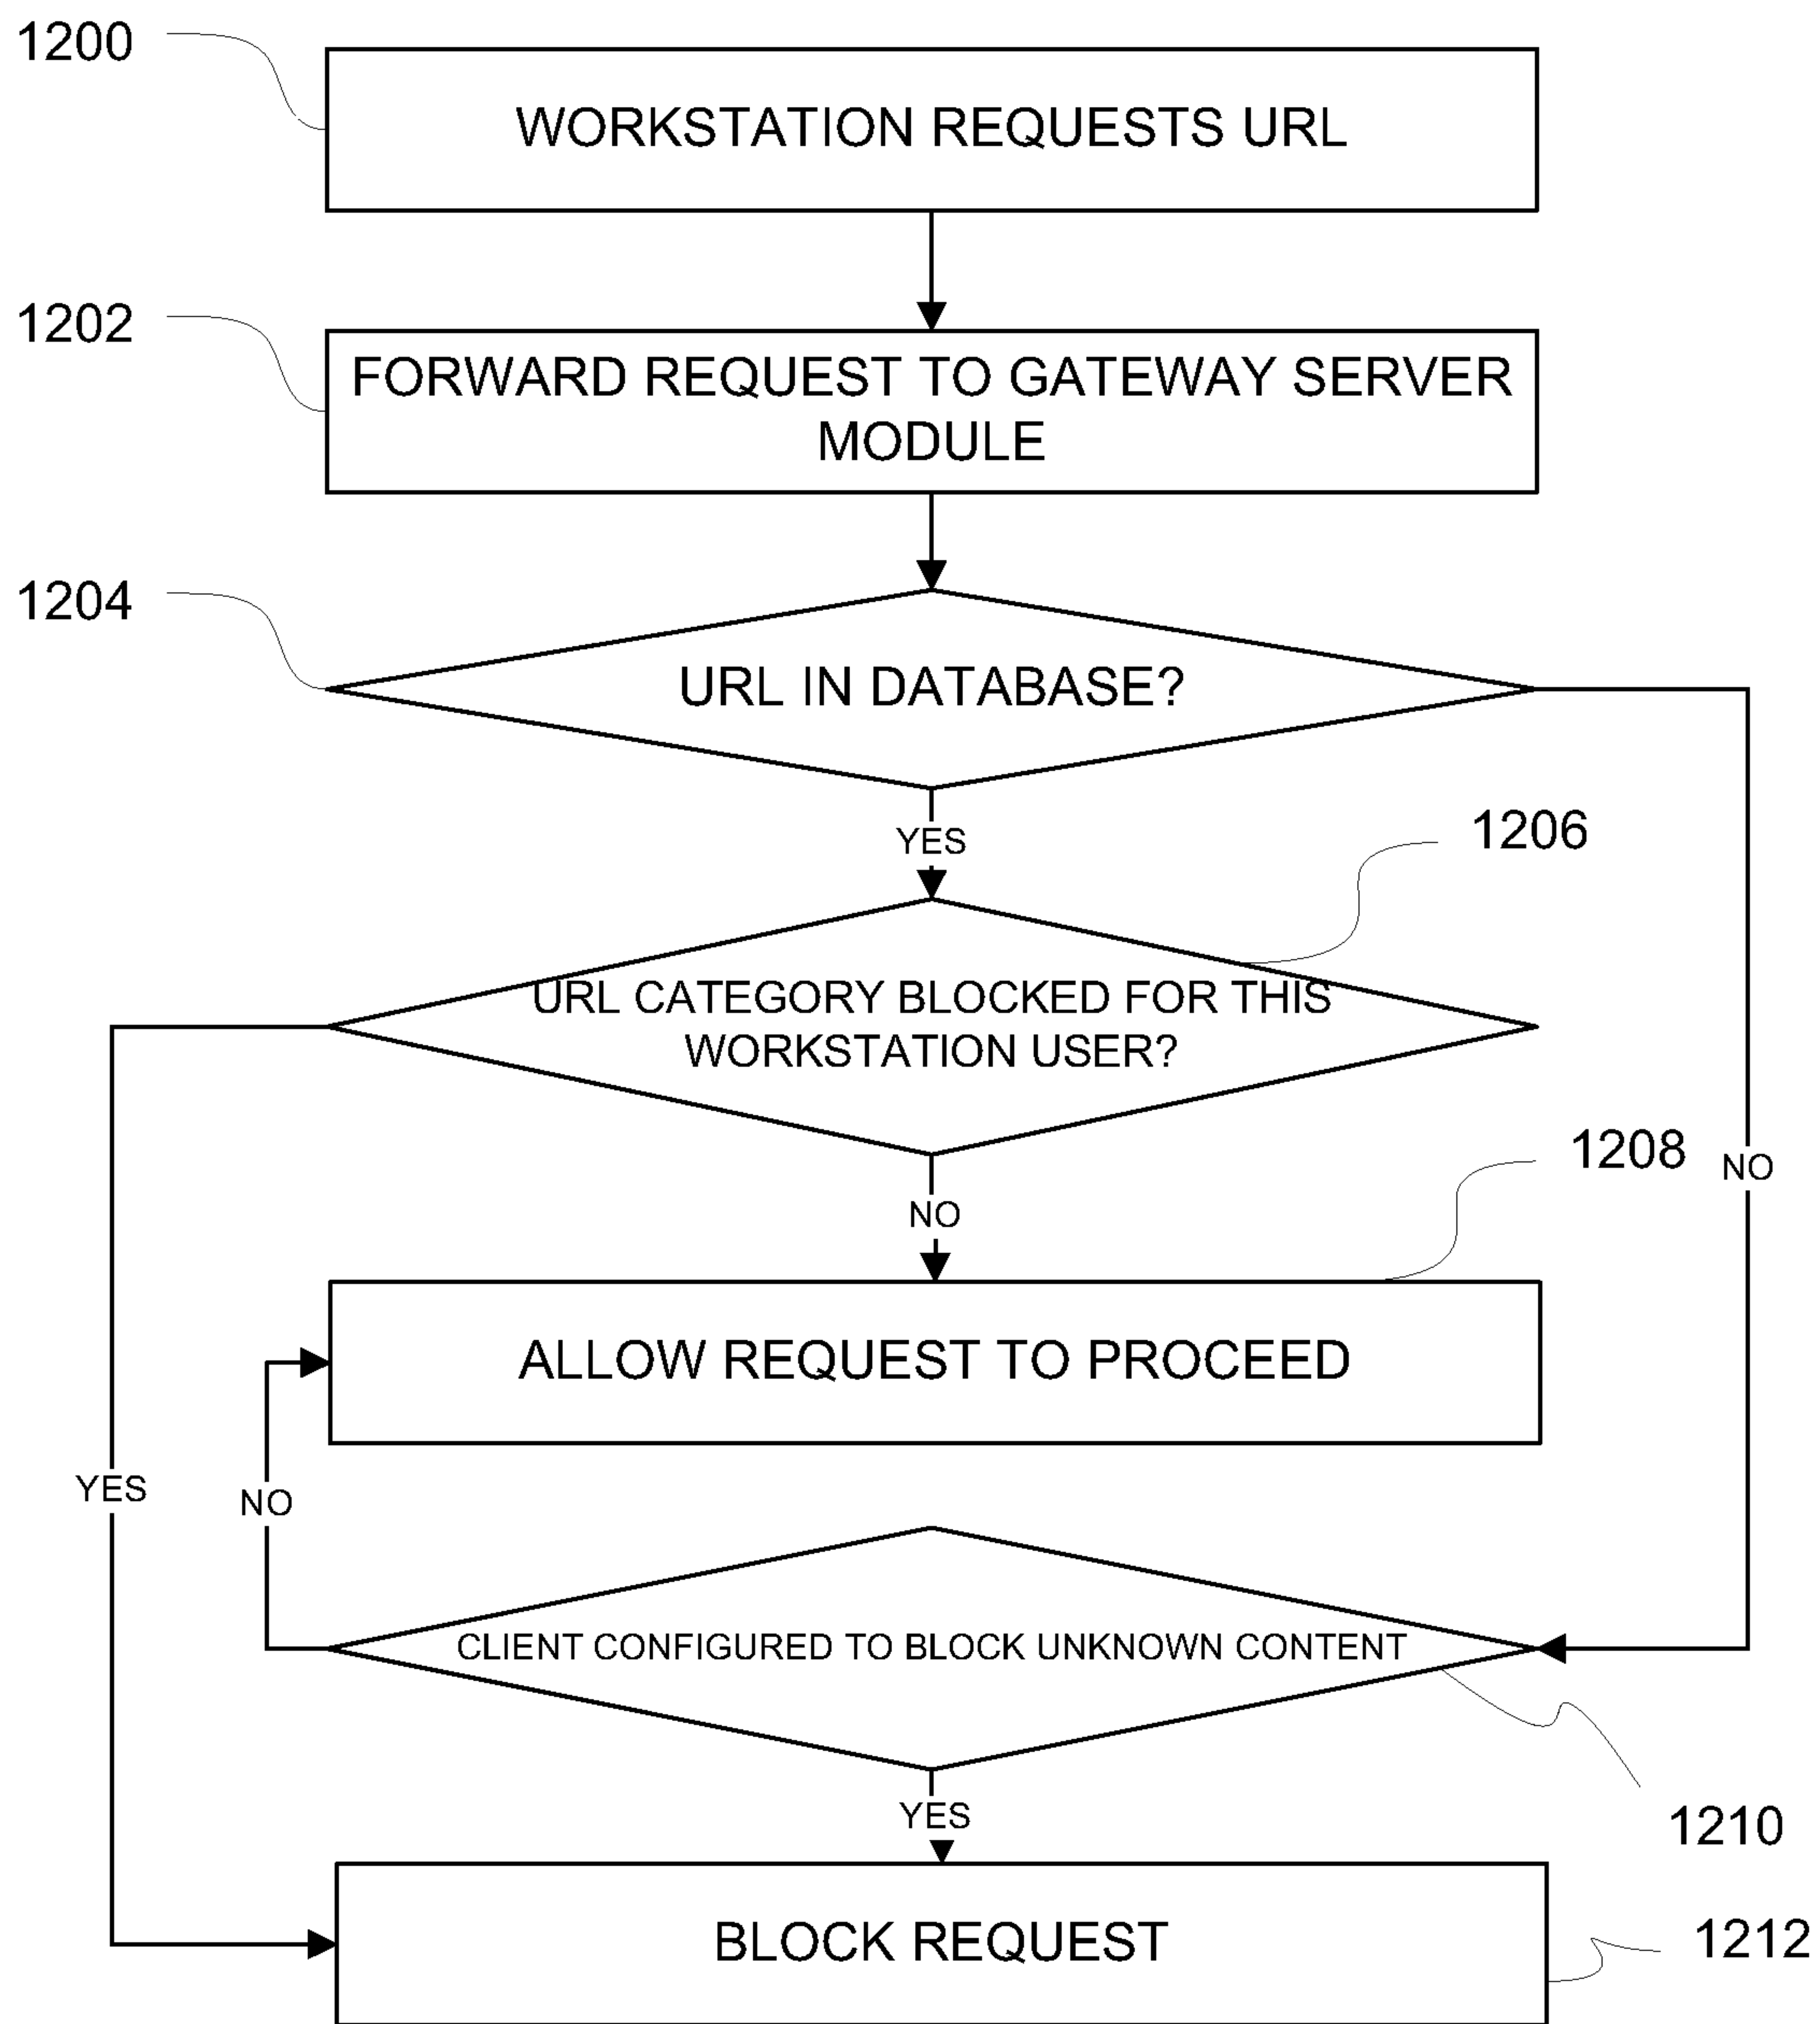 1200
WORKSTATION REQUESTS URL
1202
FORWARD REQUEST TO GATEWAY SERVER
MODULE
1204
URL IN DATABASE?
YES
1206
URL CATEGORY BLOCKED FOR THIS
WORKSTATION USER?
1208
NO
NO
ALLOW REQUEST TO PROCEED
YES
NO
CLIENT CONFIGURED TO BLOCK UNKNOWN CONTENT
YES
1210
BLOCK REQUEST
1212